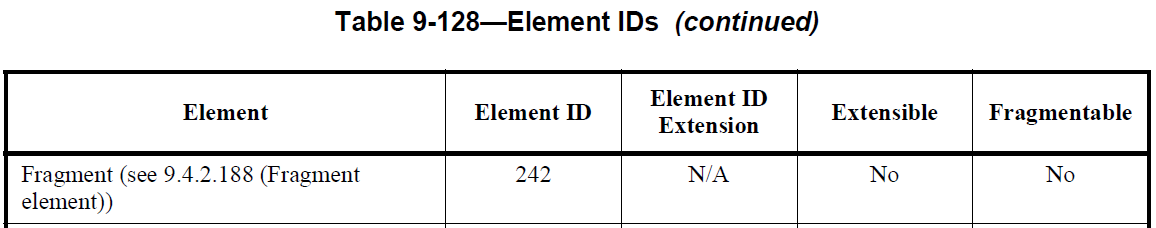 Table 9-128—Element IDs (continued)
Element Element ID Element ID Extension Extensible Fragmentable
Fragment (see 9.4.2.188 (Fragment element)) 242 N/A No No